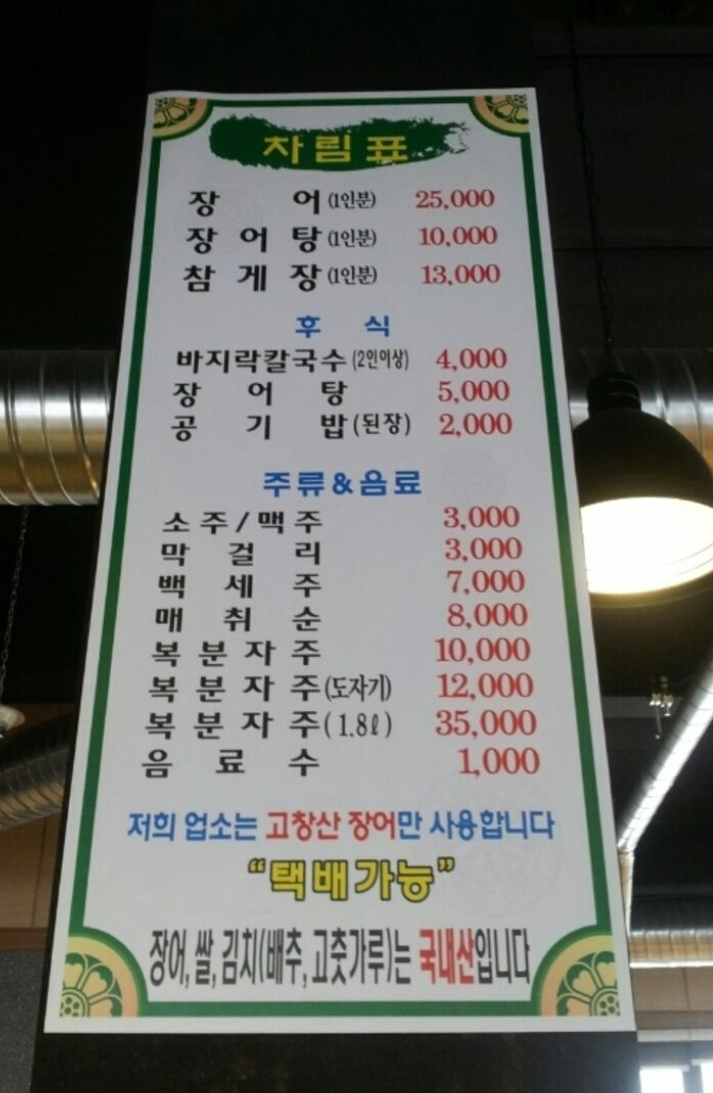 차림표
장 어(1인분) 25,000
장 어 탕(1인분) 10,000
참 게 장(1인분) 13,000
후 식
바지락칼국수(2인이상) 4,000
장 어 탕 5,000
공 기 밥(된장) 2,000
주류&음료
소 주 / 맥 주 3,000
막 걸 리 3,000
백 세 주 7,000
매 취 순 8,000
복 분 자 주 10,000
복 분 자 주(도자기) 12,000
복 분 자 주(1.8ℓ) 35,000
음 료 수 1,000
저희 업소는 고창산 장어만 사용합니다
“택배가능”
장어, 쌀, 김치(배추, 고춧가루)는 국내산입니다